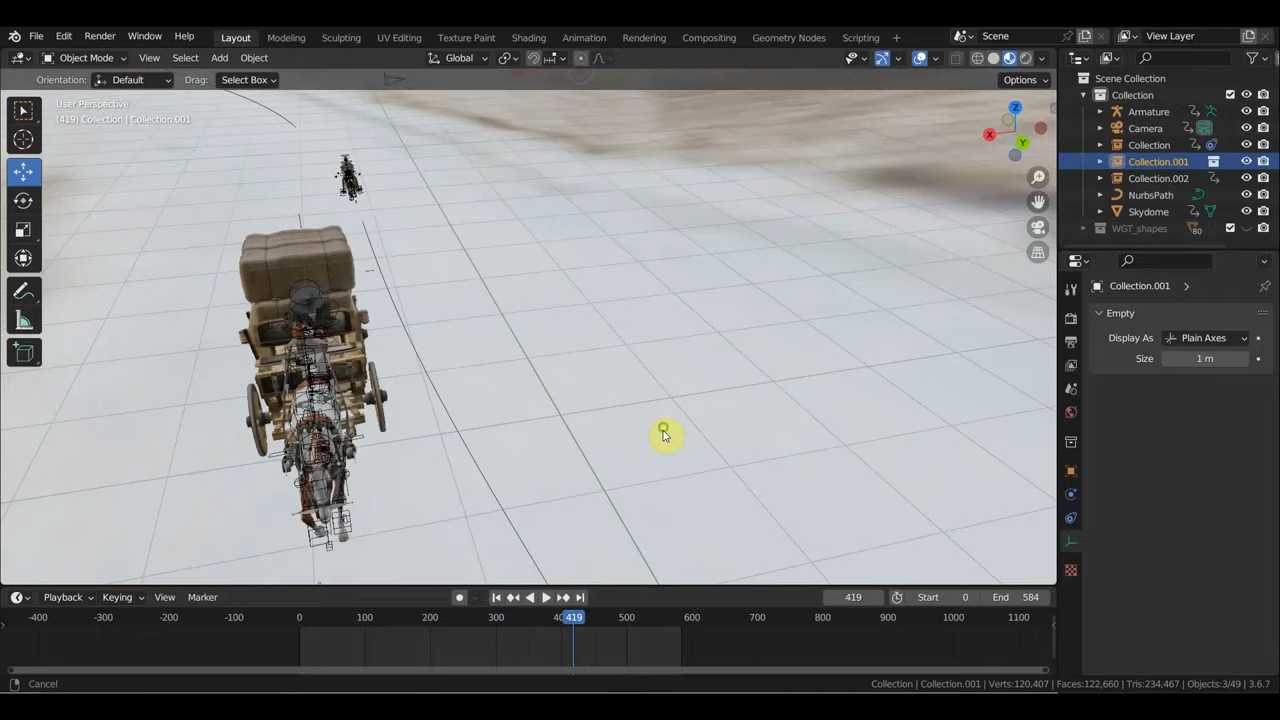 File Edit Render Window Help Layout Modeling Sculpting UV Editing Texture Paint Shading Animation Rendering Compositing Geometry Nodes Scripting + Scene View Layer
Object Mode View Select Add Object Global
Orientation: Default Drag: Select Box Options
Scene Collection
Collection
Armature
Camera
Collection
Collection.001
Collection.002
NurbsPath
Skydome
WGT_shapes 80
User Perspective
(419) Collection | Collection.001
Z
X
Y
Collection.001
Empty
Display As Plain Axes
Size 1 m
Playback Keying View Marker 419 Start 0 End 584
-400 -300 -200 -100 0 100 200 300 419 500 600 700 800 900 1000 1100
Cancel Collection | Collection.001 | Verts:120,407 | Faces:122,660 | Tris:234,467 | Objects:3/49 | 3.6.7